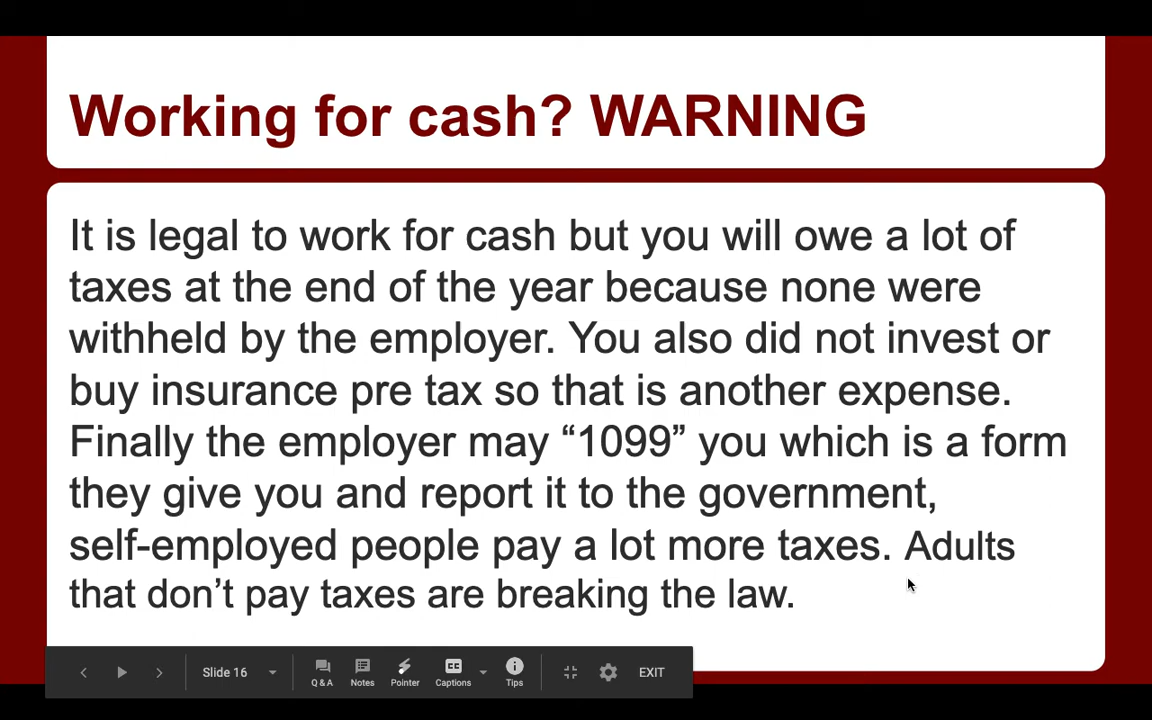 Working for cash? WARNING
It is legal to work for cash but you will owe a lot of
taxes at the end of the year because none were
withheld by the employer. You also did not invest or
buy insurance pre tax so that is another expense.
Finally the employer may “1099” you which is a form
they give you and report it to the government,
self-employed people pay a lot more taxes. Adults
that don’t pay taxes are breaking the law.
Slide 16
Q & A
Notes
Pointer
CC
Captions
Tips
EXIT